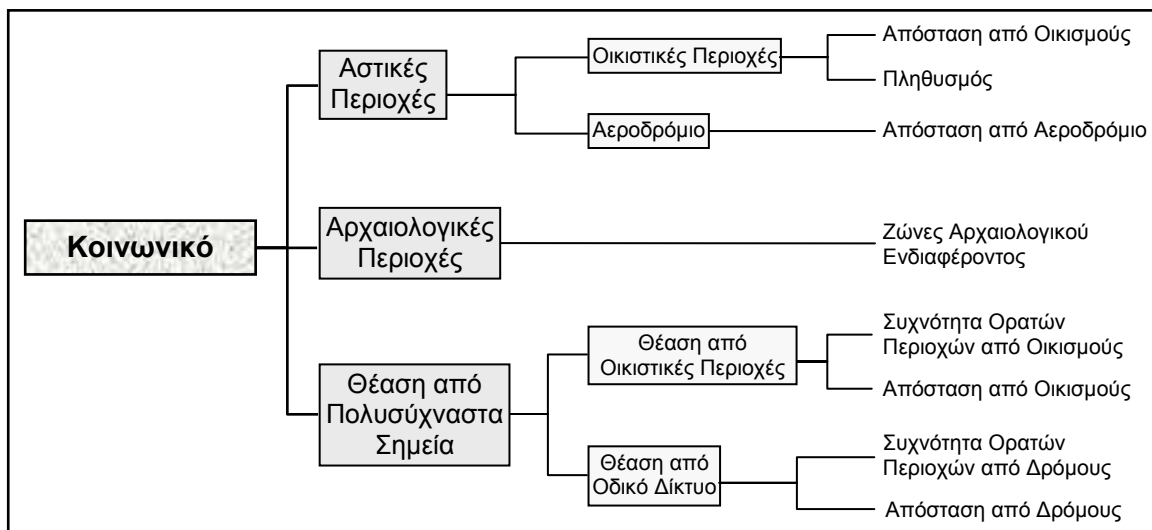 Κοινωνικό
Αστικές
Περιοχές
Οικιστικές Περιοχές
Απόσταση από Οικισμούς
Πληθυσμός
Αεροδρόμιο
Απόσταση από Αεροδρόμιο
Αρχαιολογικές
Περιοχές
Ζώνες Αρχαιολογικού
Ενδιαφέροντος
Θέαση από
Πολυσύχναστα
Σημεία
Θέαση από
Οικιστικές Περιοχές
Συχνότητα Ορατών
Περιοχών από Οικισμούς
Απόσταση από Οικισμούς
Θέαση από
Οδικό Δίκτυο
Συχνότητα Ορατών
Περιοχών από Δρόμους
Απόσταση από Δρόμους